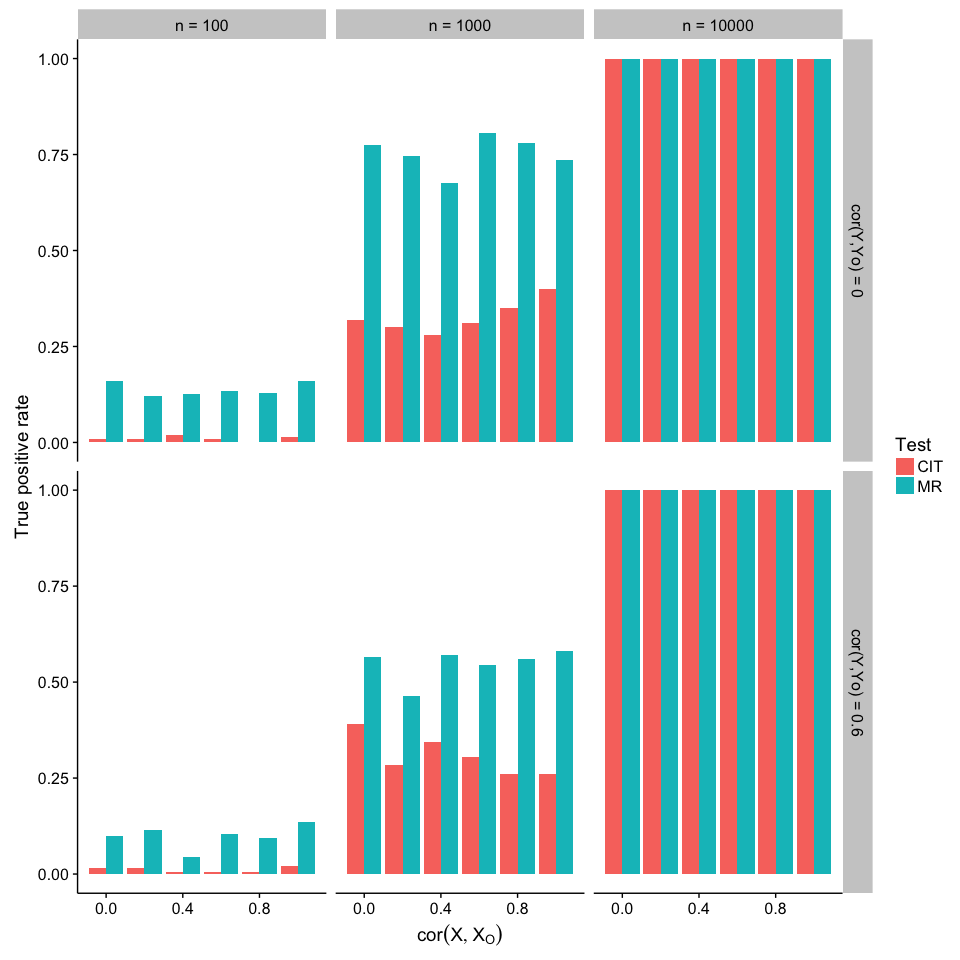 n = 100
n = 1000
n = 10000
1.00
0.75
0.50
0.25
0.00
cor(Y,Yo) = 0
True positive rate
1.00
0.75
0.50
0.25
0.00
cor(Y,Yo) = 0.6
0.0 0.4 0.8
0.0 0.4 0.8
0.0 0.4 0.8
cor(X, X_O)
Test
CIT
MR